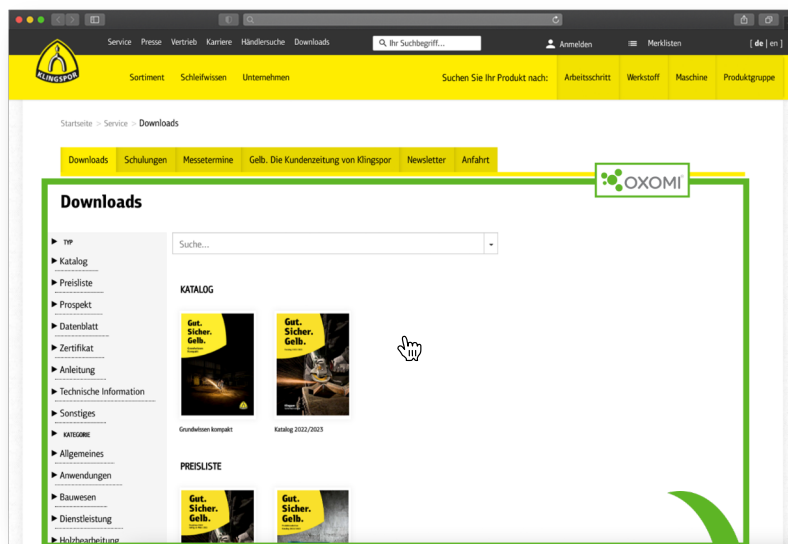 Service Presse Vertrieb Karriere Händlersuche Downloads
Ihr Suchbegriff...
Anmelden
Merklisten
[ de | en ]
KLINGSPOR
Sortiment Schleifwissen Unternehmen
Suchen Sie Ihr Produkt nach: Arbeitsschritt Werkstoff Maschine Produktgruppe
Startseite > Service > Downloads
Downloads Schulungen Messetermine Gelb. Die Kundenzeitung von Klingspor Newsletter Anfahrt
OXOMI
Downloads
TYP
Katalog
Preisliste
Prospekt
Datenblatt
Zertifikat
Anleitung
Technische Information
Sonstiges
KATEGORIE
Allgemeines
Anwendungen
Bauwesen
Dienstleistung
Holzbearbeitung
Suche...
KATALOG
Gut.
Sicher.
Gelb.
Grundwissen
Kompakt
Gut.
Sicher.
Gelb.
Grundwissen kompakt
Katalog 2022/2023
PREISLISTE
Gut.
Sicher.
Gelb.
Gut.
Sicher.
Gelb.